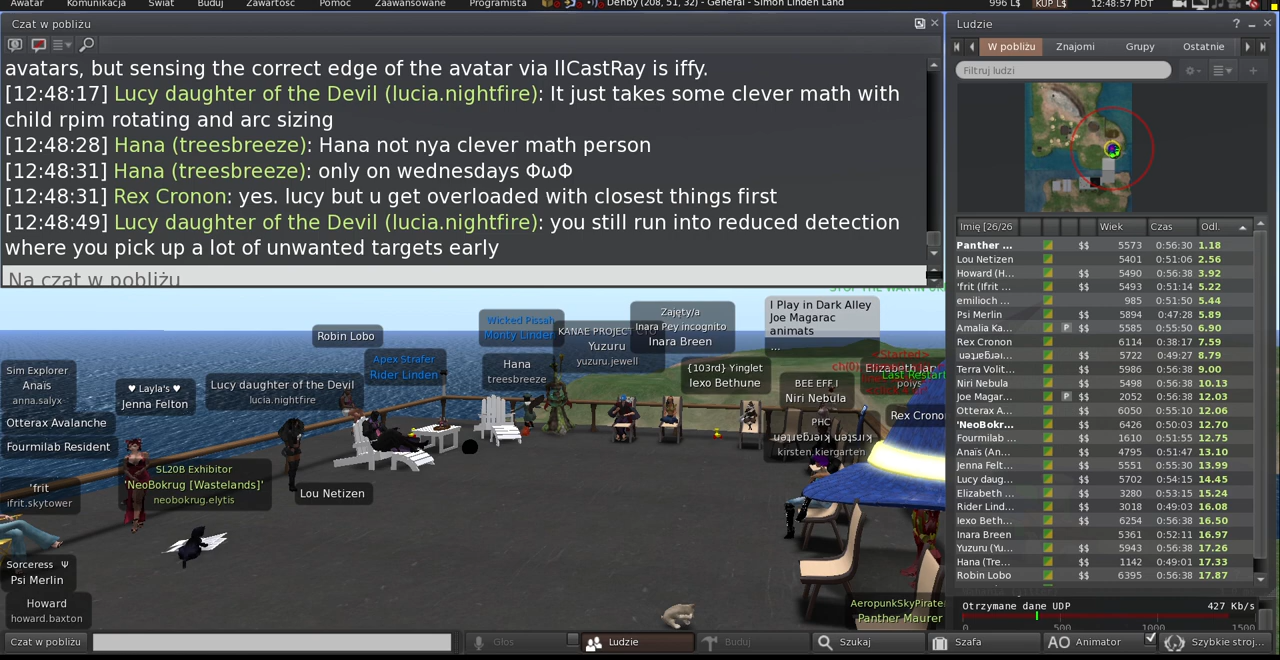 Awatar Komunikacja Świat Buduj Zawartość Pomoc Zaawansowane Programista Denby (208, 51, 32) - General - Simon Linden Land 996 L$ KUP L$ 12:48:57 PDT
Czat w pobliżu
avatars, but sensing the correct edge of the avatar via llCastRay is iffy.
[12:48:17] Lucy daughter of the Devil (lucia.nightfire): It just takes some clever math with
child rpim rotating and arc sizing
[12:48:28] Hana (treesbreeze): Hana not nya clever math person
[12:48:31] Hana (treesbreeze): only on wednesdays ΦωΦ
[12:48:31] Rex Cronon: yes. lucy but u get overloaded with closest things first
[12:48:49] Lucy daughter of the Devil (lucia.nightfire): you still run into reduced detection
where you pick up a lot of unwanted targets early
Na czat w pobliżu
Ludzie
W pobliżu Znajomi Grupy Ostatnie
Filtruj ludzi
Imię [26/26 Wiek Czas Odl.
Panther ... $$ 5573 0:56:30 1.18
Lou Netizen 5401 0:51:06 2.56
Howard (H... $$ 5490 0:56:38 3.92
'frit (Ifrit ... $$ 5493 0:51:14 5.22
emilioch ... 985 0:51:50 5.44
Psi Merlin $$ 5894 0:47:28 5.89
Amalia Ka... P $$ 5585 0:55:50 6.90
Rex Cronon 6114 0:38:17 7.59
$$ 5722 0:49:27 8.79
Terra Volit... $$ 5986 0:56:38 9.00
Niri Nebula $$ 5498 0:56:38 10.13
Joe Magar... P $$ 2052 0:56:38 12.03
Otterax A... $$ 6050 0:55:10 12.06
'NeoBokr... $$ 6426 0:50:03 12.70
Fourmilab ... $$ 1610 0:51:55 12.75
Anaïs (An... $$ 4795 0:51:47 13.10
Jenna Felt... $$ 5551 0:55:30 13.99
Lucy daug... $$ 5702 0:54:15 14.45
Elizabeth ... $$ 3280 0:53:15 15.24
Rider Lind... $$ 3018 0:49:03 16.08
Iexo Beth... $$ 6254 0:56:38 16.50
Inara Breen 5361 0:52:11 16.97
Yuzuru (Yu... $$ 5943 0:56:38 17.26
Hana (Tre... $$ 1142 0:49:01 17.33
Robin Lobo $$ 6395 0:56:38 17.87
Otrzymane dane UDP 427 Kb/s
0 500 1000 1500
Robin Lobo
Wicked Pissah
Monty Linden
KANAE PROJECT CTO
Yuzuru
yuzuru.jewell
Zajęty/a
Inara Pey incognito
Inara Breen
I Play in Dark Alley
Joe Magarac
animats
...
Sim Explorer
Anaïs
anna.salyx
♥ Layla's ♥
Jenna Felton
Lucy daughter of the Devil
lucia.nightfire
Apex Strafer
Rider Linden
Hana
treesbreeze
{103rd} Yinglet
Iexo Bethune
BEE EFF I
Niri Nebula
Elizabeth Jar
polys
Last Restart
Rex Cronon
Otterax Avalanche
Fourmilab Resident
PHC
kirsten.kiergarten
SL20B Exhibitor
'NeoBokrug [Wastelands]'
neobokrug.elytis
Lou Netizen
'frit
ifrit.skytower
Sorceress Ψ
Psi Merlin
Howard
howard.baxton
AeropunkSkyPirate
Panther Maurer
Czat w pobliżu Głos Ludzie Buduj Szukaj Szafa AO Animator Szybkie stroj...